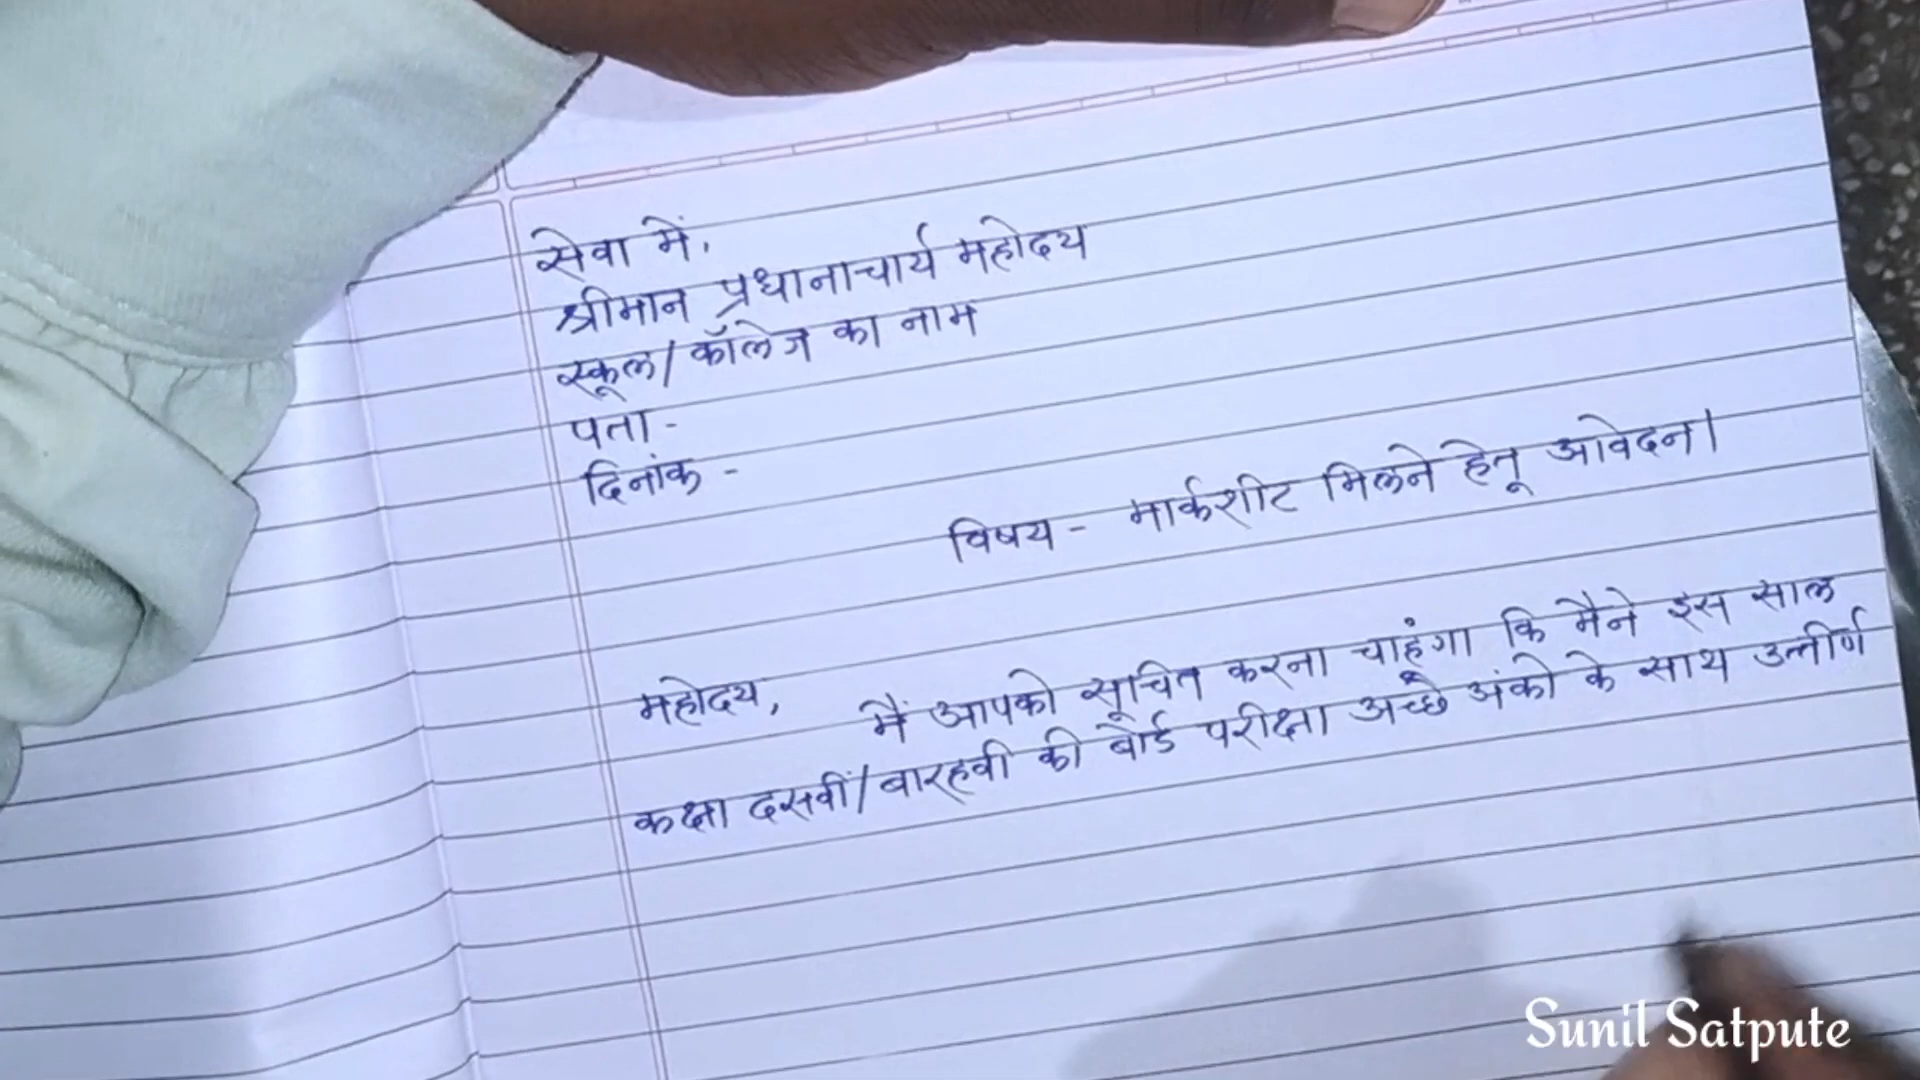 सेवा में,
श्रीमान प्रधानाचार्य महोदय
स्कूल/कॉलेज का नाम
पता -
दिनांक -
विषय - मार्कशीट मिलने हेतू आवेदन।
महोदय,
मैं आपको सूचित करना चाहूंगा कि मैने इस साल
कक्षा दसवीं/बारहवी की बोर्ड परीक्षा अच्छे अंको के साथ उत्तीर्ण
Sunil Satpute